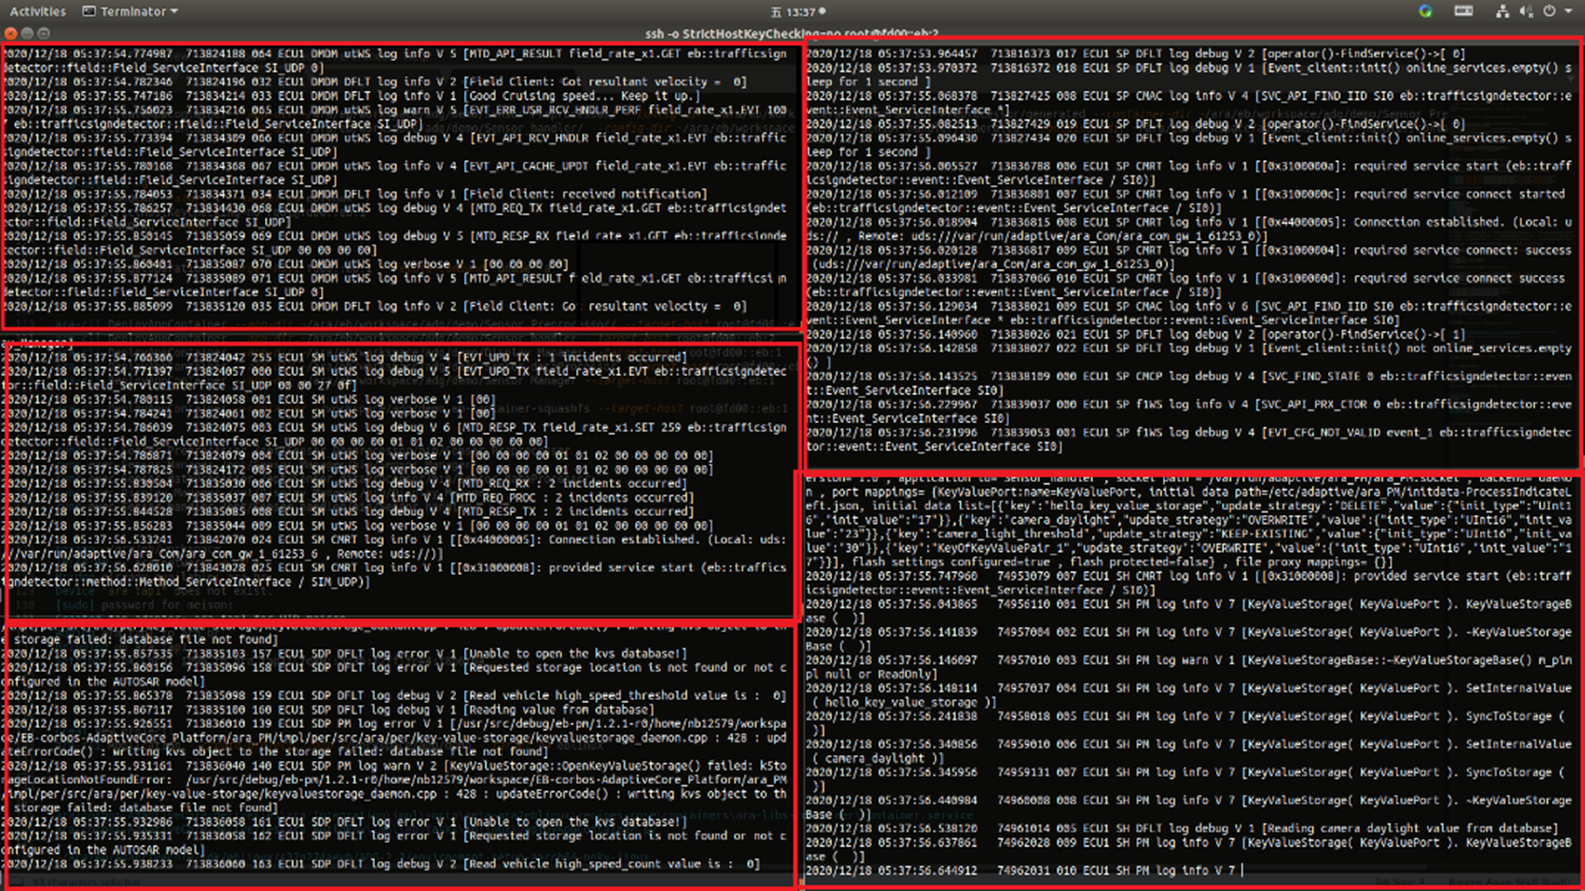 Activities
Terminator
五 13:37
ssh -o StrictHostKeyChecking=no root@fd00::eb:2
2020/12/18 05:37:54.774987 713824188 064 ECU1 DMDM utWS log info V 5 [MTD_API_RESULT field_rate_x1.SET eb::trafficsign
detector::field::Field_ServiceInterface SI_UDP 0]
2020/12/18 05:37:54.782346 713824196 032 ECU1 DMDM DFLT log info V 2 [Field Client: Got resultant velocity = 0]
2020/12/18 05:37:55.747186 713834214 033 ECU1 DMDM DFLT log info V 1 [Good Cruising speed... Keep it up.]
2020/12/18 05:37:55.756023 713834216 065 ECU1 DMDM utWS log warn V 5 [EVT_ERR_USR_RCV_HNDLR_PERF field_rate_x1.EVT 100
7 eb::trafficsigndetector::field::Field_ServiceInterface SI_UDP]
2020/12/18 05:37:55.773394 713834309 066 ECU1 DMDM utWS log debug V 4 [EVT_API_RCV_HNDLR field_rate_x1.EVT eb::traffic
signdetector::field::Field_ServiceInterface SI_UDP]
2020/12/18 05:37:55.780168 713834368 067 ECU1 DMDM utWS log info V 4 [EVT_API_CACHE_UPDT field_rate_x1.EVT eb::traffic
signdetector::field::Field_ServiceInterface SI_UDP]
2020/12/18 05:37:55.784053 713834371 034 ECU1 DMDM DFLT log info V 1 [Field Client: received notification]
2020/12/18 05:37:55.786257 713834430 068 ECU1 DMDM utWS log debug V 4 [MTD_REQ_TX field_rate_x1.GET eb::trafficsigndet
ector::field::Field_ServiceInterface SI_UDP]
2020/12/18 05:37:55.850145 713835059 069 ECU1 DMDM utWS log debug V 5 [MTD_RESP_RX field_rate_x1.GET eb::trafficsignde
tector::field::Field_ServiceInterface SI_UDP 00 00 00 00]
2020/12/18 05:37:55.868401 713835087 070 ECU1 DMDM utWS log verbose V 1 [00 00 00 00]
2020/12/18 05:37:55.877124 713835089 071 ECU1 DMDM utWS log info V 5 [MTD_API_RESULT field_rate_x1.GET eb::trafficsign
detector::field::Field_ServiceInterface SI_UDP 0]
2020/12/18 05:37:55.885099 713835120 035 ECU1 DMDM DFLT log info V 2 [Field Client: Got resultant velocity = 0]
2020/12/18 05:37:54.766360 713824042 255 ECU1 SM utWS log debug V 4 [EVT_UPD_TX : 1 incidents occurred]
2020/12/18 05:37:54.771397 713824057 000 ECU1 SM utWS log debug V 5 [EVT_UPD_TX field_rate_x1.EVT eb::trafficsigndetec
tor::field::Field_ServiceInterface SI_UDP 00 00 27 0f]
2020/12/18 05:37:54.780115 713824058 001 ECU1 SM utWS log verbose V 1 [00]
2020/12/18 05:37:54.784241 713824061 002 ECU1 SM utWS log verbose V 1 [00]
2020/12/18 05:37:54.786039 713824075 003 ECU1 SM utWS log debug V 6 [MTD_RESP_TX field_rate_x1.SET 259 eb::trafficsign
detector::field::Field_ServiceInterface SI_UDP 00 00 00 00 01 01 02 00 00 00 00 00]
2020/12/18 05:37:54.786871 713824079 004 ECU1 SM utWS log verbose V 1 [00 00 00 00 01 01 02 00 00 00 00 00]
2020/12/18 05:37:54.787825 713824172 005 ECU1 SM utWS log verbose V 1 [00 00 00 00 01 01 02 00 00 00 00 00]
2020/12/18 05:37:55.830504 713835030 006 ECU1 SM utWS log debug V 4 [MTD_REQ_RX : 2 incidents occurred]
2020/12/18 05:37:55.839120 713835037 007 ECU1 SM utWS log info V 4 [MTD_REQ_PROC : 2 incidents occurred]
2020/12/18 05:37:55.844528 713835085 008 ECU1 SM utWS log debug V 4 [MTD_RESP_TX : 2 incidents occurred]
2020/12/18 05:37:55.856283 713835044 009 ECU1 SM utWS log verbose V 1 [00 00 00 00 01 01 02 00 00 00 00 00]
2020/12/18 05:37:56.533241 713842070 024 ECU1 SM CMRT log info V 1 [[0x44000005]: Connection established. (Local: uds:
//var/run/adaptive/ara_Com/ara_com_gw_1_61253_6 , Remote: uds://)]
2020/12/18 05:37:56.628010 713843028 025 ECU1 SM CMRT log info V 1 [[0x31000008]: provided service start (eb::trafficsi
gndetector::method::Method_ServiceInterface / SIM_UDP)]
e storage failed: database file not found]
2020/12/18 05:37:55.857535 713835103 157 ECU1 SDP DFLT log error V 1 [Unable to open the kvs database!]
2020/12/18 05:37:55.860156 713835096 158 ECU1 SDP DFLT log error V 1 [Requested storage location is not found or not c
onfigured in the AUTOSAR model]
2020/12/18 05:37:55.865378 713835098 159 ECU1 SDP DFLT log debug V 2 [Read vehicle high_speed_threshold value is : 0]
2020/12/18 05:37:55.867117 713835100 160 ECU1 SDP DFLT log debug V 1 [Reading value from database]
2020/12/18 05:37:55.926551 713836010 139 ECU1 SDP PM log error V 1 [/usr/src/debug/eb-pm/1.2.1-r0/home/nb12579/workspa
ce/EB-corbos-AdaptiveCore_Platform/ara_PM/impl/per/src/ara/per/key-value-storage/keyvaluestorage_daemon.cpp : 428 : upd
ateErrorCode() : writing kvs object to the storage failed: database file not found]
2020/12/18 05:37:55.931161 713836040 140 ECU1 SDP PM log warn V 2 [KeyValueStorage::OpenKeyValueStorage() failed: kSto
rageLocationNotFoundError: /usr/src/debug/eb-pm/1.2.1-r0/home/nb12579/workspace/EB-corbos-AdaptiveCore_Platform/ara_PM
/impl/per/src/ara/per/key-value-storage/keyvaluestorage_daemon.cpp : 428 : updateErrorCode() : writing kvs object to th
e storage failed: database file not found]
2020/12/18 05:37:55.932986 713836058 161 ECU1 SDP DFLT log error V 1 [Unable to open the kvs database!]
2020/12/18 05:37:55.935331 713836058 162 ECU1 SDP DFLT log error V 1 [Requested storage location is not found or not c
onfigured in the AUTOSAR model]
2020/12/18 05:37:55.938233 713836060 163 ECU1 SDP DFLT log debug V 2 [Read vehicle high_speed_count value is : 0]
2020/12/18 05:37:53.964457 713816373 017 ECU1 SP DFLT log debug V 2 [operator()-FindService()->[ 0]
2020/12/18 05:37:53.970372 713816372 018 ECU1 SP DFLT log debug V 1 [Event_client::init() online_services.empty() s
leep for 1 second ]
2020/12/18 05:37:55.068378 713827425 008 ECU1 SP CMAC log debug V 4 [SVC_API_FIND_IID SI0 eb::trafficsigndetector::e
vent::Event_ServiceInterface *]
2020/12/18 05:37:55.082513 713827429 019 ECU1 SP DFLT log debug V 2 [operator()-FindService()->[ 0]
2020/12/18 05:37:55.096430 713827434 020 ECU1 SP DFLT log debug V 1 [Event_client::init() online_services.empty() s
leep for 1 second ]
2020/12/18 05:37:56.005527 713836788 006 ECU1 SP CMRT log info V 1 [[0x3100000a]: required service start (eb::traff
icsigndetector::event::Event_ServiceInterface / SI0)]
2020/12/18 05:37:56.012039 713836801 007 ECU1 SP CMRT log info V 1 [[0x3100000c]: required service connect started
(eb::trafficsigndetector::event::Event_ServiceInterface / SI0)]
2020/12/18 05:37:56.018904 713836815 008 ECU1 SP CMRT log info V 1 [[0x44000005]: Connection established. (Local: u
ds:// , Remote: uds:///var/run/adaptive/ara_Com/ara_com_gw_1_61253_0)]
2020/12/18 05:37:56.020128 713836817 009 ECU1 SP CMRT log info V 1 [[0x31000004]: required service connect: success
(uds:///var/run/adaptive/ara_Com/ara_com_gw_1_61253_0)]
2020/12/18 05:37:56.033981 713837066 010 ECU1 SP CMRT log info V 1 [[0x3100000d]: required service connect success
(eb::trafficsigndetector::event::Event_ServiceInterface / SI0)]
2020/12/18 05:37:56.129034 713838016 009 ECU1 SP CMAC log info V 6 [SVC_API_FIND_IID SI0 eb::trafficsigndetector::e
vent::Event_ServiceInterface * eb::trafficsigndetector::event::Event_ServiceInterface SI0]
2020/12/18 05:37:56.140960 713838026 021 ECU1 SP DFLT log debug V 2 [operator()-FindService()->[ 1]
2020/12/18 05:37:56.142858 713838027 022 ECU1 SP DFLT log debug V 1 [Event_client::init() not online_services.empty
() ]
2020/12/18 05:37:56.143525 713838109 000 ECU1 SP CMCP log debug V 4 [SVC_FIND_STATE 0 eb::trafficsigndetector::even
t::Event_ServiceInterface SI0]
2020/12/18 05:37:56.229967 713839037 000 ECU1 SP f1WS log info V 4 [SVC_API_PRX_CTOR 0 eb::trafficsigndetector::eve
nt::Event_ServiceInterface SI0]
2020/12/18 05:37:56.231996 713839053 001 ECU1 SP f1WS log debug V 4 [EVT_CFG_NOT_VALID event_1 eb::trafficsigndetec
tor::event::Event_ServiceInterface SI0]
n , port mappings= {KeyValuePort:name=KeyValuePort, initial data path=/etc/adaptive/ara_PM/initdata-ProcessIndicateL
eft.json, initial data list=[{"key":"hello_key_value_storage","update_strategy":"DELETE","value":{"init_type":"UInt1
6","init_value":"17"}},{"key":"camera_daylight","update_strategy":"OVERWRITE","value":{"init_type":"UInt16","init_va
lue":"23"}},{"key":"camera_light_threshold","update_strategy":"KEEP-EXISTING","value":{"init_type":"UInt16","init_va
lue":"30"}},{"key":"KeyOfKeyValuePair_1","update_strategy":"OVERWRITE","value":{"init_type":"UInt16","init_value":"1
7"}}], flash settings configured=true , flash protected=false} , file proxy mappings= {}]
2020/12/18 05:37:55.747960 74953079 007 ECU1 SH CMRT log info V 1 [[0x31000008]: provided service start (eb::traff
icsigndetector::event::Event_ServiceInterface / SI0)]
2020/12/18 05:37:56.043865 74956110 001 ECU1 SH PM log info V 7 [KeyValueStorage( KeyValuePort ). KeyValueStorageB
ase ( )]
2020/12/18 05:37:56.141839 74957004 002 ECU1 SH PM log info V 7 [KeyValueStorage( KeyValuePort ). ~KeyValueStorage
Base ( )]
2020/12/18 05:37:56.146097 74957010 003 ECU1 SH PM log warn V 1 [KeyValueStorageBase::~KeyValueStorageBase() m_pim
pl null or ReadOnly]
2020/12/18 05:37:56.148114 74957037 004 ECU1 SH PM log info V 7 [KeyValueStorage( KeyValuePort ). SetInternalValue
( hello_key_value_storage )]
2020/12/18 05:37:56.241838 74958018 005 ECU1 SH PM log info V 7 [KeyValueStorage( KeyValuePort ). SyncToStorage (
)]
2020/12/18 05:37:56.340856 74959010 006 ECU1 SH PM log info V 7 [KeyValueStorage( KeyValuePort ). SetInternalValue
( camera_daylight )]
2020/12/18 05:37:56.345956 74959131 007 ECU1 SH PM log info V 7 [KeyValueStorage( KeyValuePort ). SyncToStorage (
)]
2020/12/18 05:37:56.440984 74960008 008 ECU1 SH PM log info V 7 [KeyValueStorage( KeyValuePort ). ~KeyValueStorage
Base ( )]
2020/12/18 05:37:56.538120 74961014 005 ECU1 SH DFLT log debug V 1 [Reading camera daylight value from database]
2020/12/18 05:37:56.637861 74962028 009 ECU1 SH PM log info V 7 [KeyValueStorage( KeyValuePort ). KeyValueStorageB
ase ( )]
2020/12/18 05:37:56.644912 74962031 010 ECU1 SH PM log info V 7